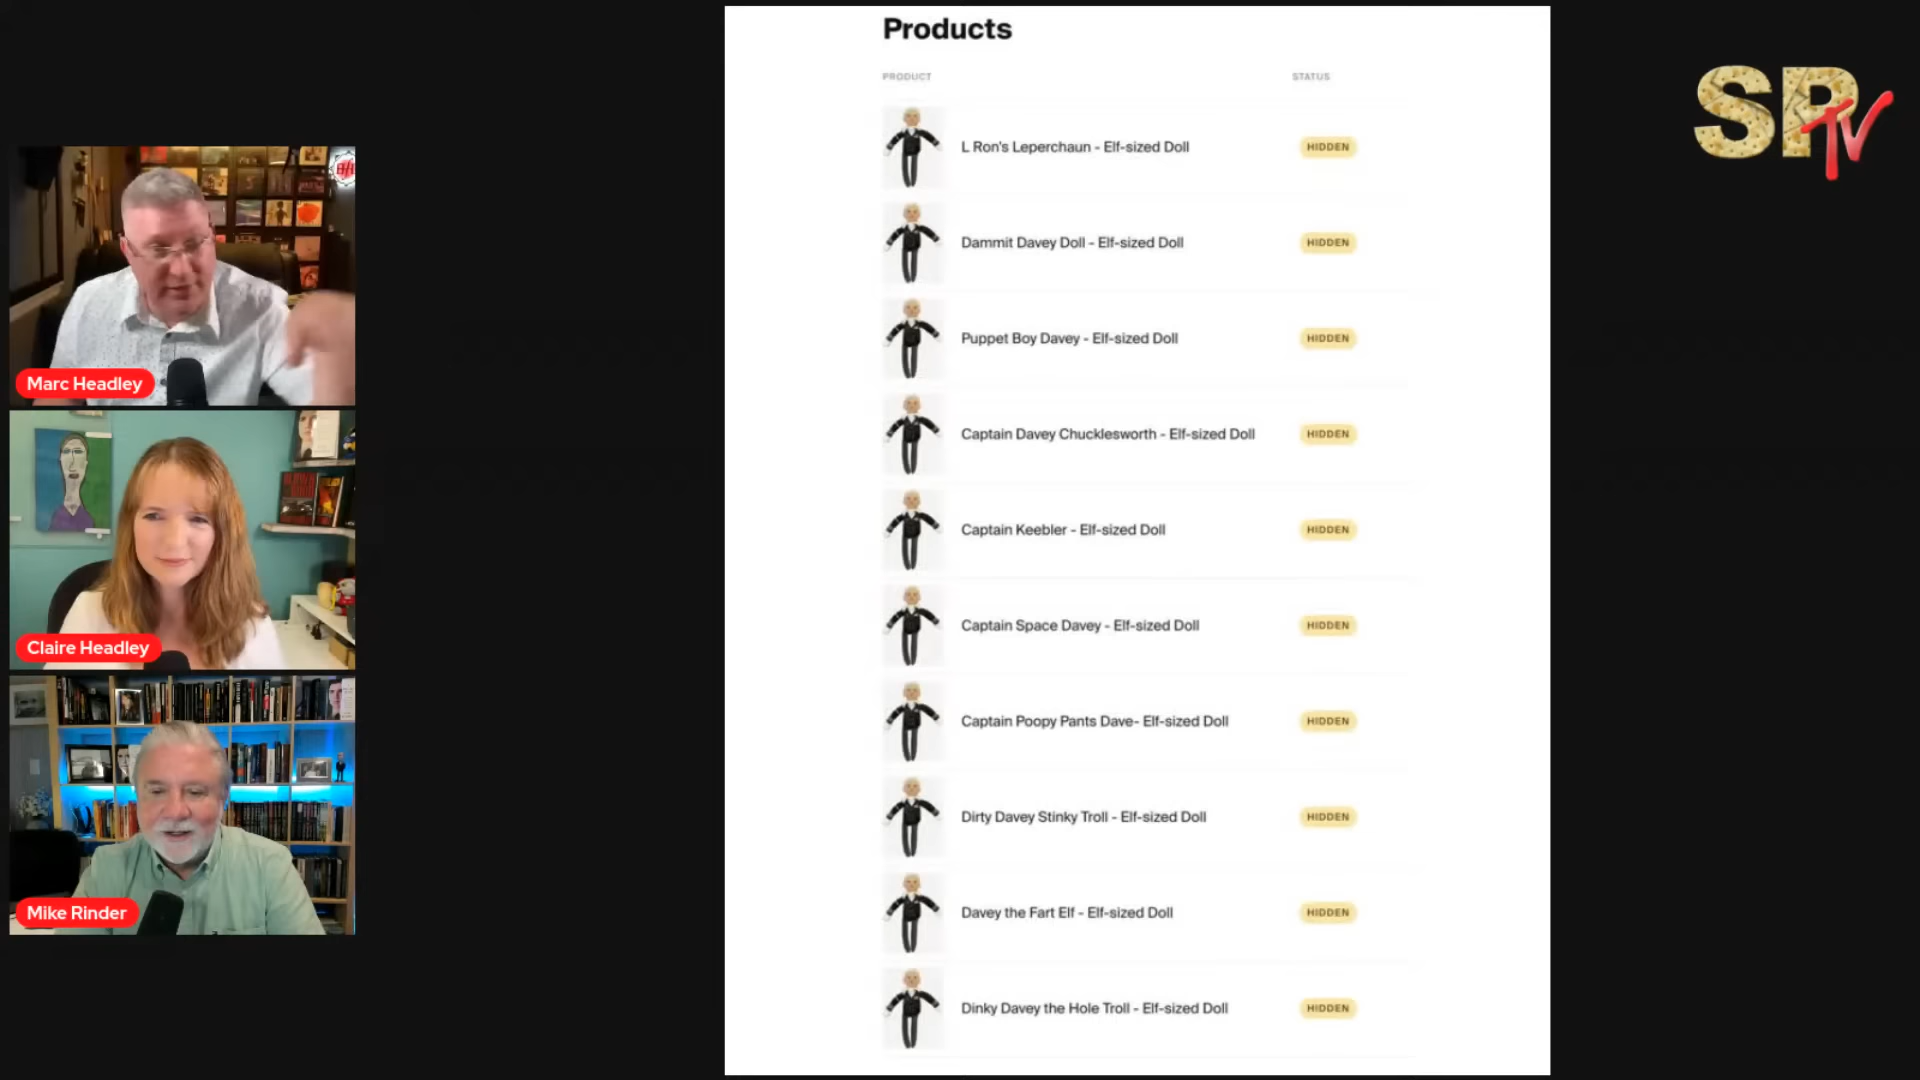 Products
PRODUCT STATUS
L Ron's Leperchaun - Elf-sized Doll HIDDEN
Dammit Davey Doll - Elf-sized Doll HIDDEN
Puppet Boy Davey - Elf-sized Doll HIDDEN
Captain Davey Chucklesworth - Elf-sized Doll HIDDEN
Captain Keebler - Elf-sized Doll HIDDEN
Captain Space Davey - Elf-sized Doll HIDDEN
Captain Poopy Pants Dave- Elf-sized Doll HIDDEN
Dirty Davey Stinky Troll - Elf-sized Doll HIDDEN
Davey the Fart Elf - Elf-sized Doll HIDDEN
Dinky Davey the Hole Troll - Elf-sized Doll HIDDEN
Marc Headley
Claire Headley
Mike Rinder
SPTV